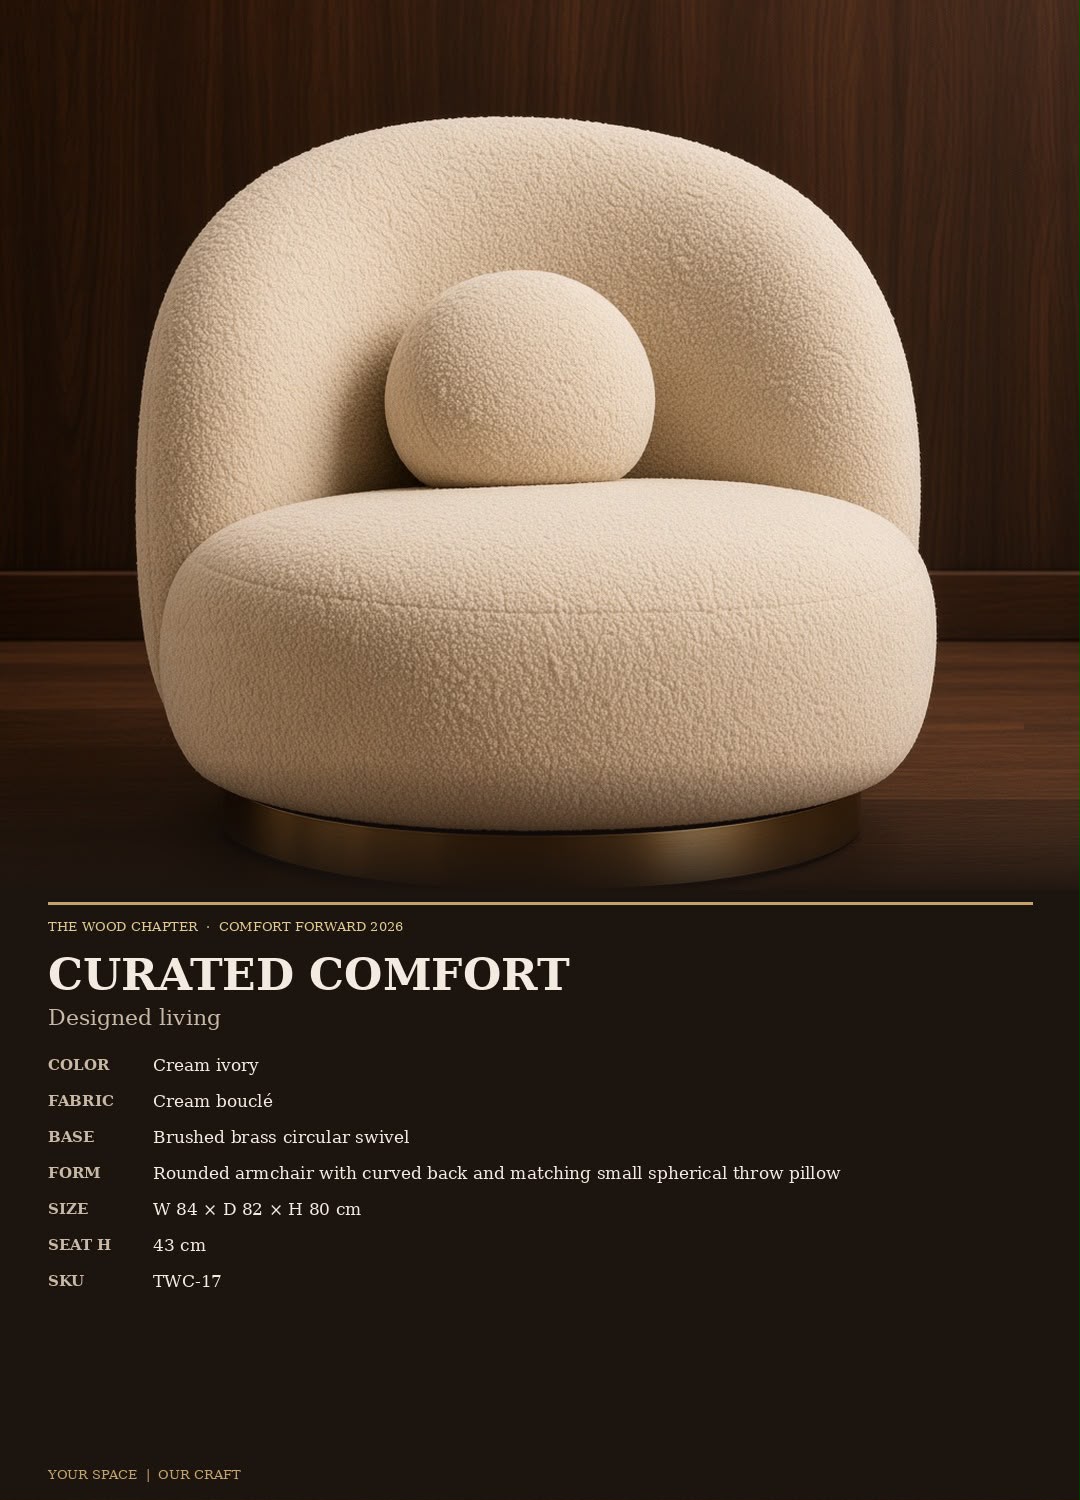 THE WOOD CHAPTER · COMFORT FORWARD 2026
CURATED COMFORT
Designed living
COLOR Cream ivory
FABRIC Cream bouclé
BASE Brushed brass circular swivel
FORM Rounded armchair with curved back and matching small spherical throw pillow
SIZE W 84 × D 82 × H 80 cm
SEAT H 43 cm
SKU TWC-17
YOUR SPACE | OUR CRAFT